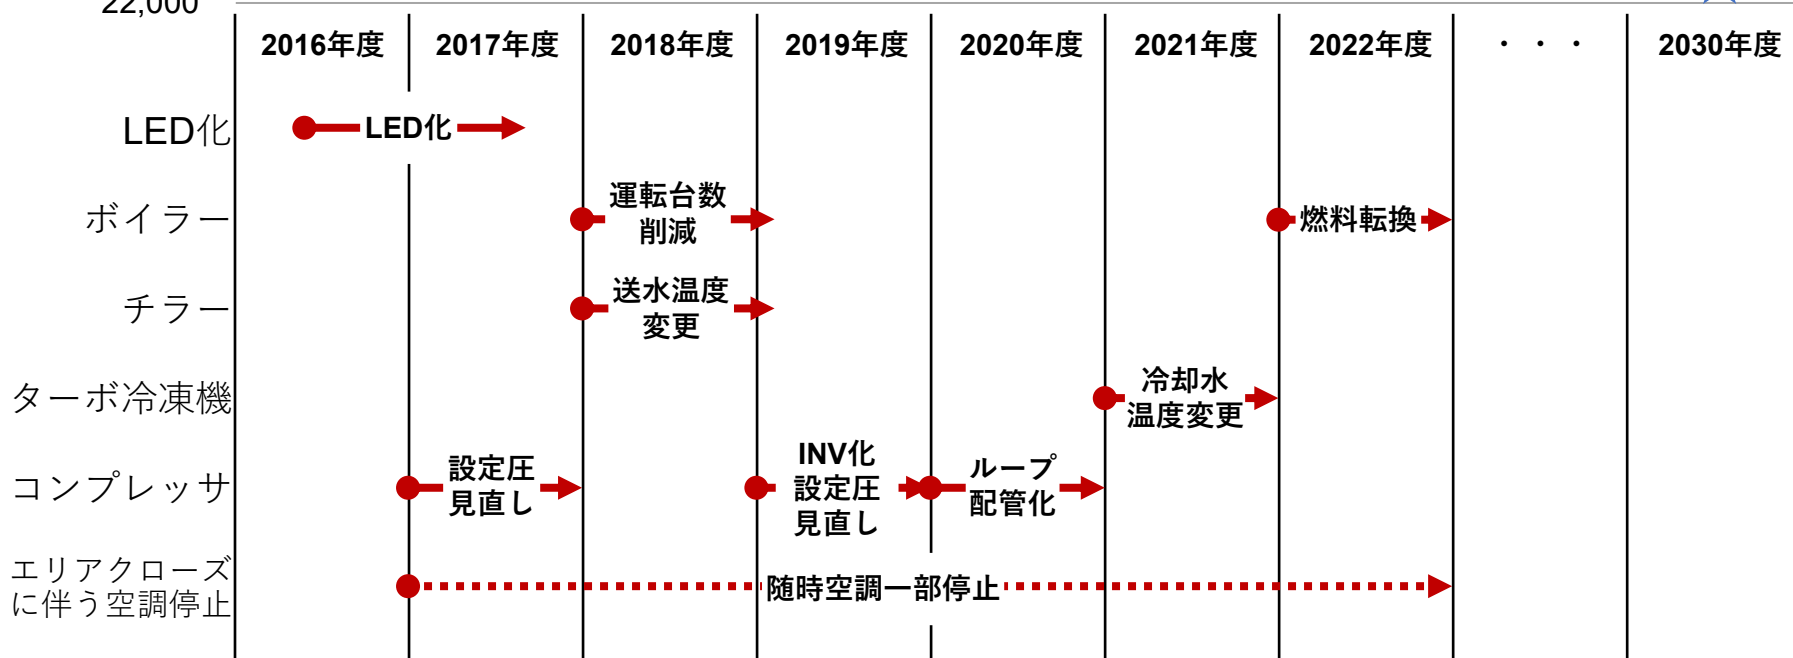 22,000
2016年度 2017年度 2018年度 2019年度 2020年度 2021年度 2022年度 ・・・ 2030年度
LED化
LED化
ボイラー
運転台数
削減
燃料転換
チラー
送水温度
変更
ターボ冷凍機
冷却水
温度変更
コンプレッサ
設定圧
見直し
INV化
設定圧
見直し
ループ
配管化
エリアクローズ
に伴う空調停止
随時空調一部停止